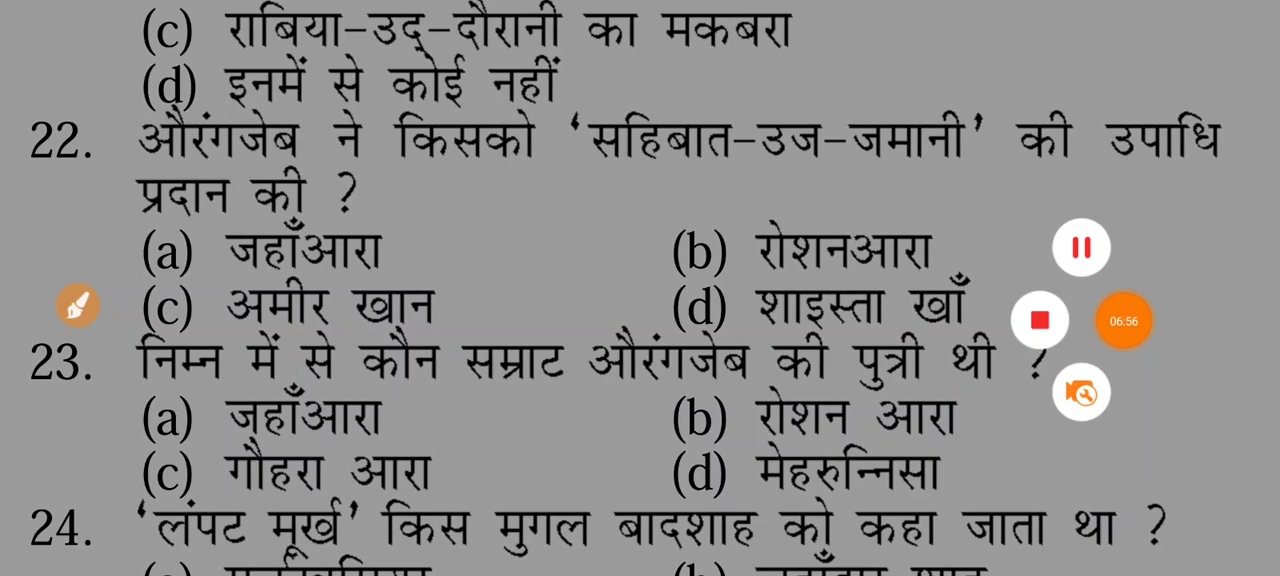 (c) राबिया-उद्-दौरानी का मकबरा
(d) इनमें से कोई नहीं
22. औरंगजेब ने किसको ‘सहिबात-उज-जमानी’ की उपाधि
प्रदान की ?
(a) जहाँआरा (b) रोशनआरा
(c) अमीर खान (d) शाइस्ता खाँ
06:56
23. निम्न में से कौन सम्राट औरंगजेब की पुत्री थी ?
(a) जहाँआरा (b) रोशन आरा
(c) गौहरा आरा (d) मेहरुन्निसा
24. ‘लंपट मूर्ख’ किस मुगल बादशाह को कहा जाता था ?